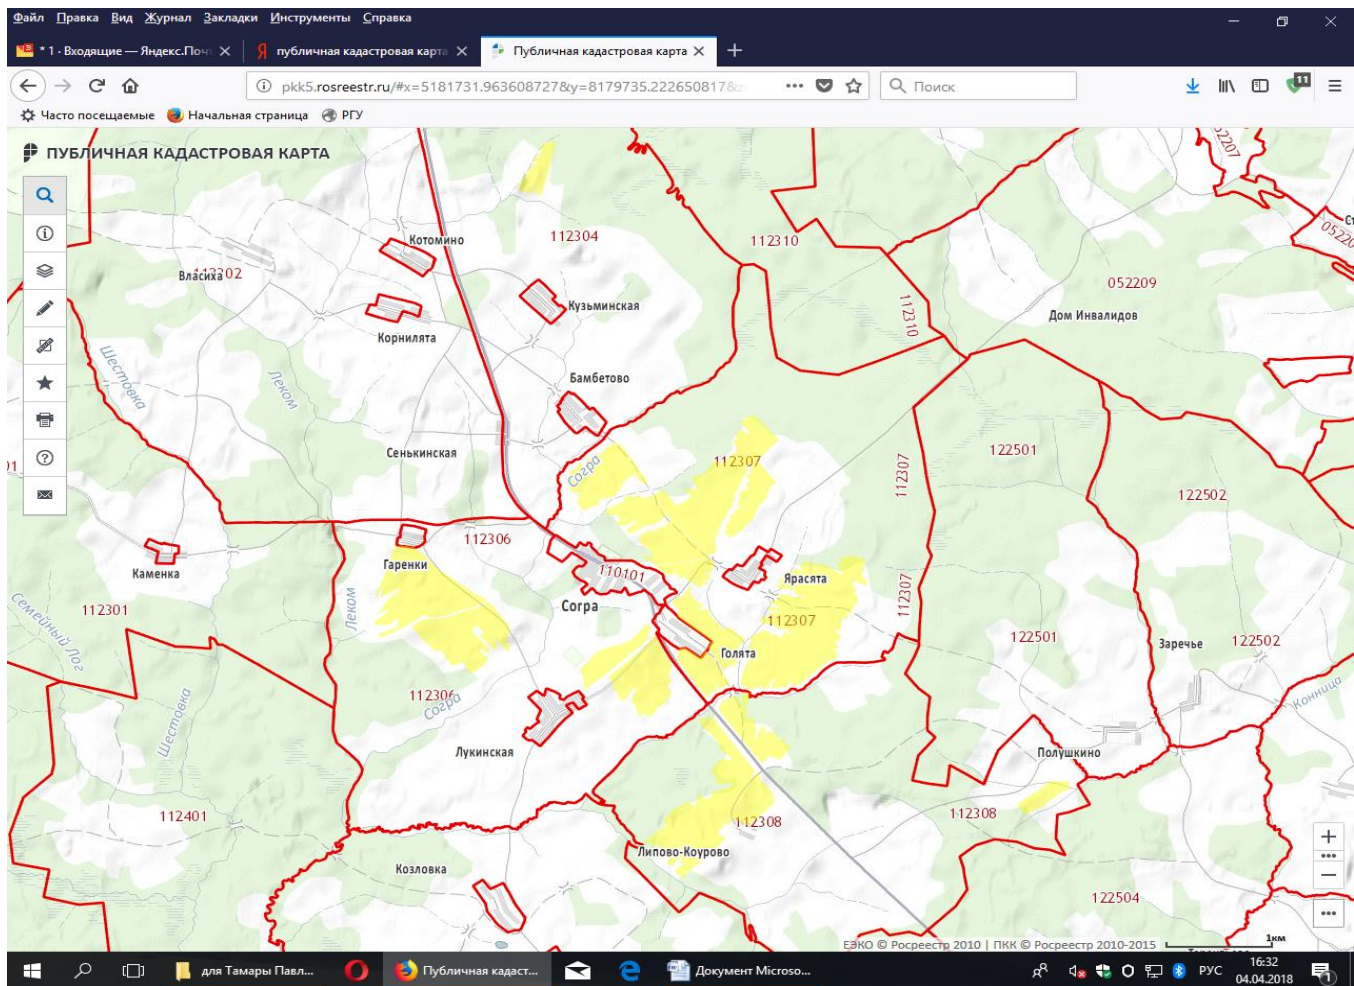 Файл Правка Вид Журнал Закладки Инструменты Справка
* 1 · Входящие — Яндекс.Поч
публичная кадастровая карта
Публичная кадастровая карта
pkk5.rosreestr.ru/#x=5181731.963608727&y=8179735.222650817&
Поиск
11
Часто посещаемые Начальная страница РГУ
ПУБЛИЧНАЯ КАДАСТРОВАЯ КАРТА
052207
Котомино
112304
112310
052209
Власиха
112302
Кузьминская
112310
Дом Инвалидов
Корнилята
Шестовка
Леком
Бамбетово
Сенькинская
Согра
112307
112307
122501
122502
112306
Гаренки
110101
Каменка
Ярасята
112301
Леком
Согра
112307
112307
Семейный Лог
122501
Заречье
122502
Голята
112306
Согра
Шестовка
Конница
Лукинская
Полушкино
112401
112308
112308
Липово-Коурово
Козловка
122504
ЕЭКО © Росреестр 2010 | ПКК © Росреестр 2010-2015
1км
для Тамары Павл...
Публичная кадаст...
Документ Microso...
РУС
16:32
04.04.2018
1